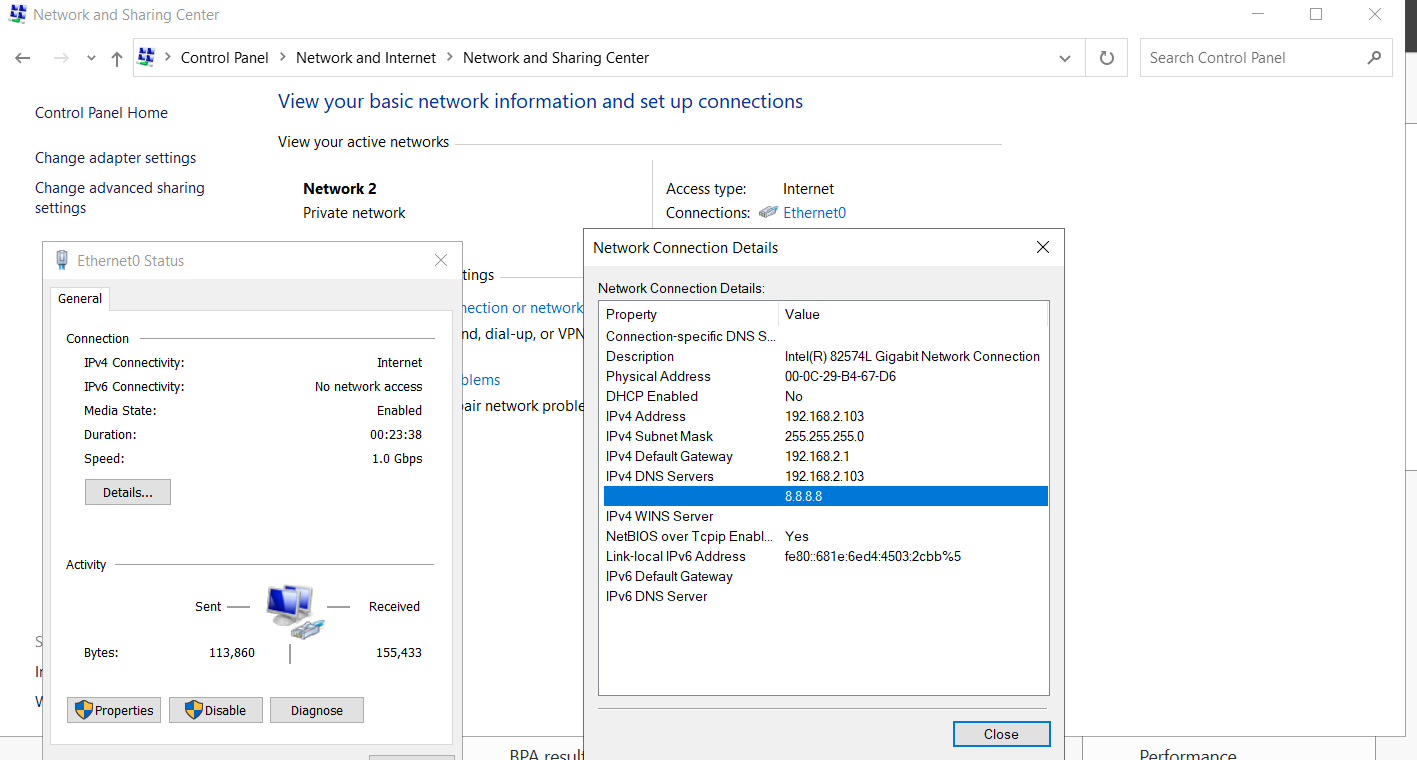 Network and Sharing Center
Control Panel > Network and Internet > Network and Sharing Center
Search Control Panel
Control Panel Home
Change adapter settings
Change advanced sharing
settings
View your basic network information and set up connections
View your active networks
Network 2
Private network
Access type: Internet
Connections: Ethernet0
tings
nection or network
nd, dial-up, or VPN
blems
pair network proble
Ethernet0 Status
General
Connection
IPv4 Connectivity: Internet
IPv6 Connectivity: No network access
Media State: Enabled
Duration: 00:23:38
Speed: 1.0 Gbps
Details...
Activity
Sent Received
Bytes: 113,860 155,433
Properties Disable Diagnose
Network Connection Details
Network Connection Details:
Property Value
Connection-specific DNS S...
Description Intel(R) 82574L Gigabit Network Connection
Physical Address 00-0C-29-B4-67-D6
DHCP Enabled No
IPv4 Address 192.168.2.103
IPv4 Subnet Mask 255.255.255.0
IPv4 Default Gateway 192.168.2.1
IPv4 DNS Servers 192.168.2.103
8.8.8.8
IPv4 WINS Server
NetBIOS over Tcpip Enabl... Yes
Link-local IPv6 Address fe80::681e:6ed4:4503:2cbb%5
IPv6 Default Gateway
IPv6 DNS Server
Close
BPA result
Performance